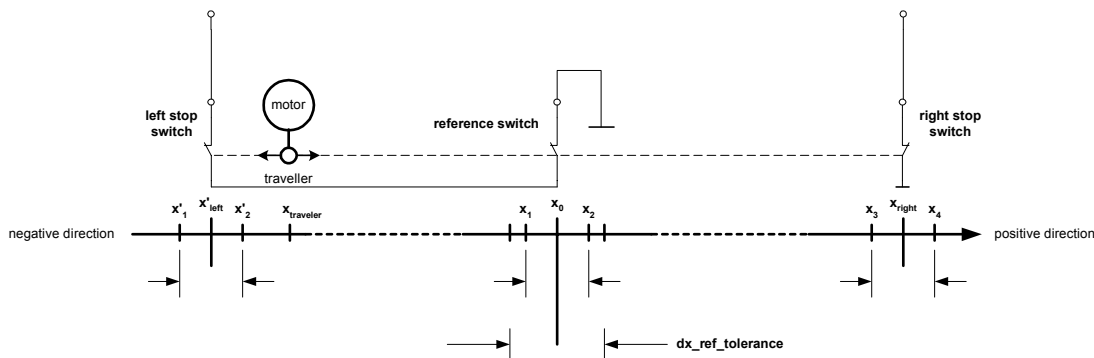 left stop
switch
motor
traveller
reference switch
right stop
switch
x'1
x'left
x'2
xtraveler
x1
x0
x2
x3
xright
x4
negative direction
positive direction
dx_ref_tolerance